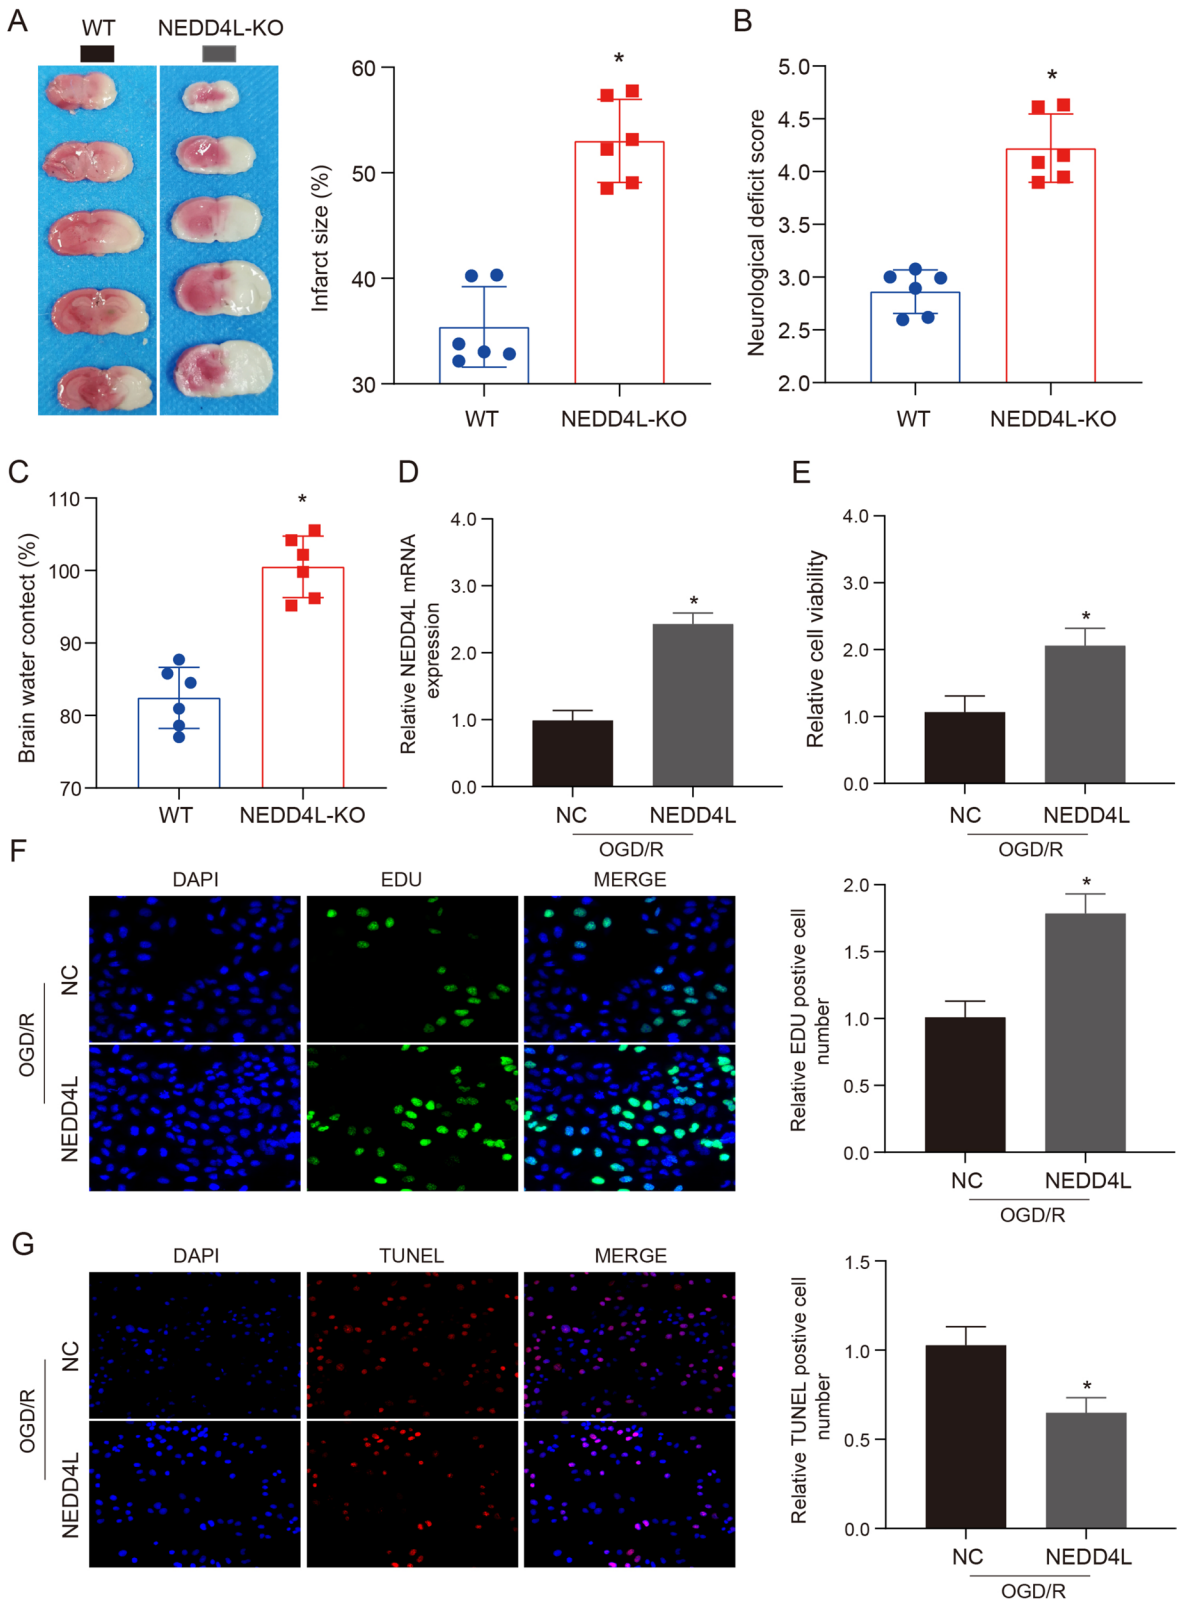 A
WT
NEDD4L-KO
Infarct size (%)
60
50
40
30
*
WT
NEDD4L-KO
B
Neurological deficit score
5.0
4.5
4.0
3.5
3.0
2.5
2.0
*
WT
NEDD4L-KO
C
Brain water contect (%)
110
100
90
80
70
*
WT
NEDD4L-KO
D
Relative NEDD4L mRNA
expression
4.0
3.0
2.0
1.0
0.0
*
NC
NEDD4L
OGD/R
E
Relative cell viability
4.0
3.0
2.0
1.0
0.0
*
NC
NEDD4L
OGD/R
F
DAPI
EDU
MERGE
OGD/R
NC
NEDD4L
Relative EDU postive cell
number
2.0
1.5
1.0
0.5
0.0
*
NC
NEDD4L
OGD/R
G
DAPI
TUNEL
MERGE
OGD/R
NC
NEDD4L
Relative TUNEL postive cell
number
1.5
1.0
0.5
0.0
*
NC
NEDD4L
OGD/R